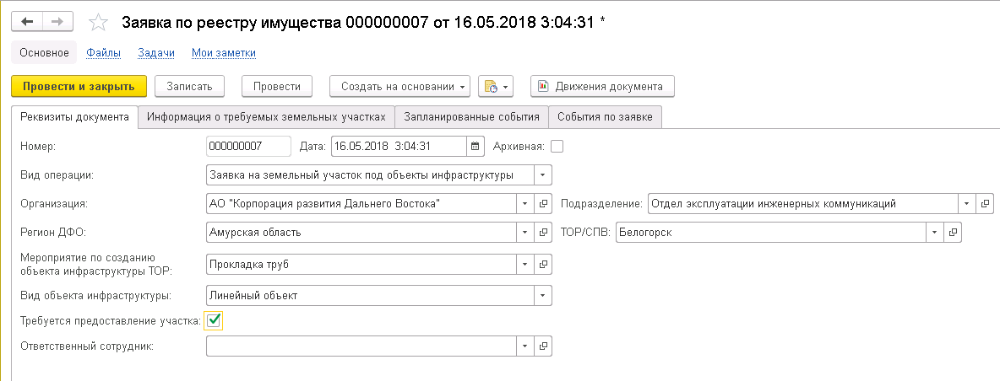 Заявка по реестру имущества 000000007 от 16.05.2018 3:04:31 *
Основное Файлы Задачи Мои заметки
Провести и закрыть Записать Провести Создать на основании Движения документа
Реквизиты документа Информация о требуемых земельных участках Запланированные события События по заявке
Номер: 000000007 Дата: 16.05.2018 3:04:31 Архивная:
Вид операции: Заявка на земельный участок под объекты инфраструктуры
Организация: АО "Корпорация развития Дальнего Востока" Подразделение: Отдел эксплуатации инженерных коммуникаций
Регион ДФО: Амурская область ТОР/СПВ: Белогорск
Мероприятие по созданию
объекта инфраструктуры ТОР: Прокладка труб
Вид объекта инфраструктуры: Линейный объект
Требуется предоставление участка:
Ответственный сотрудник: